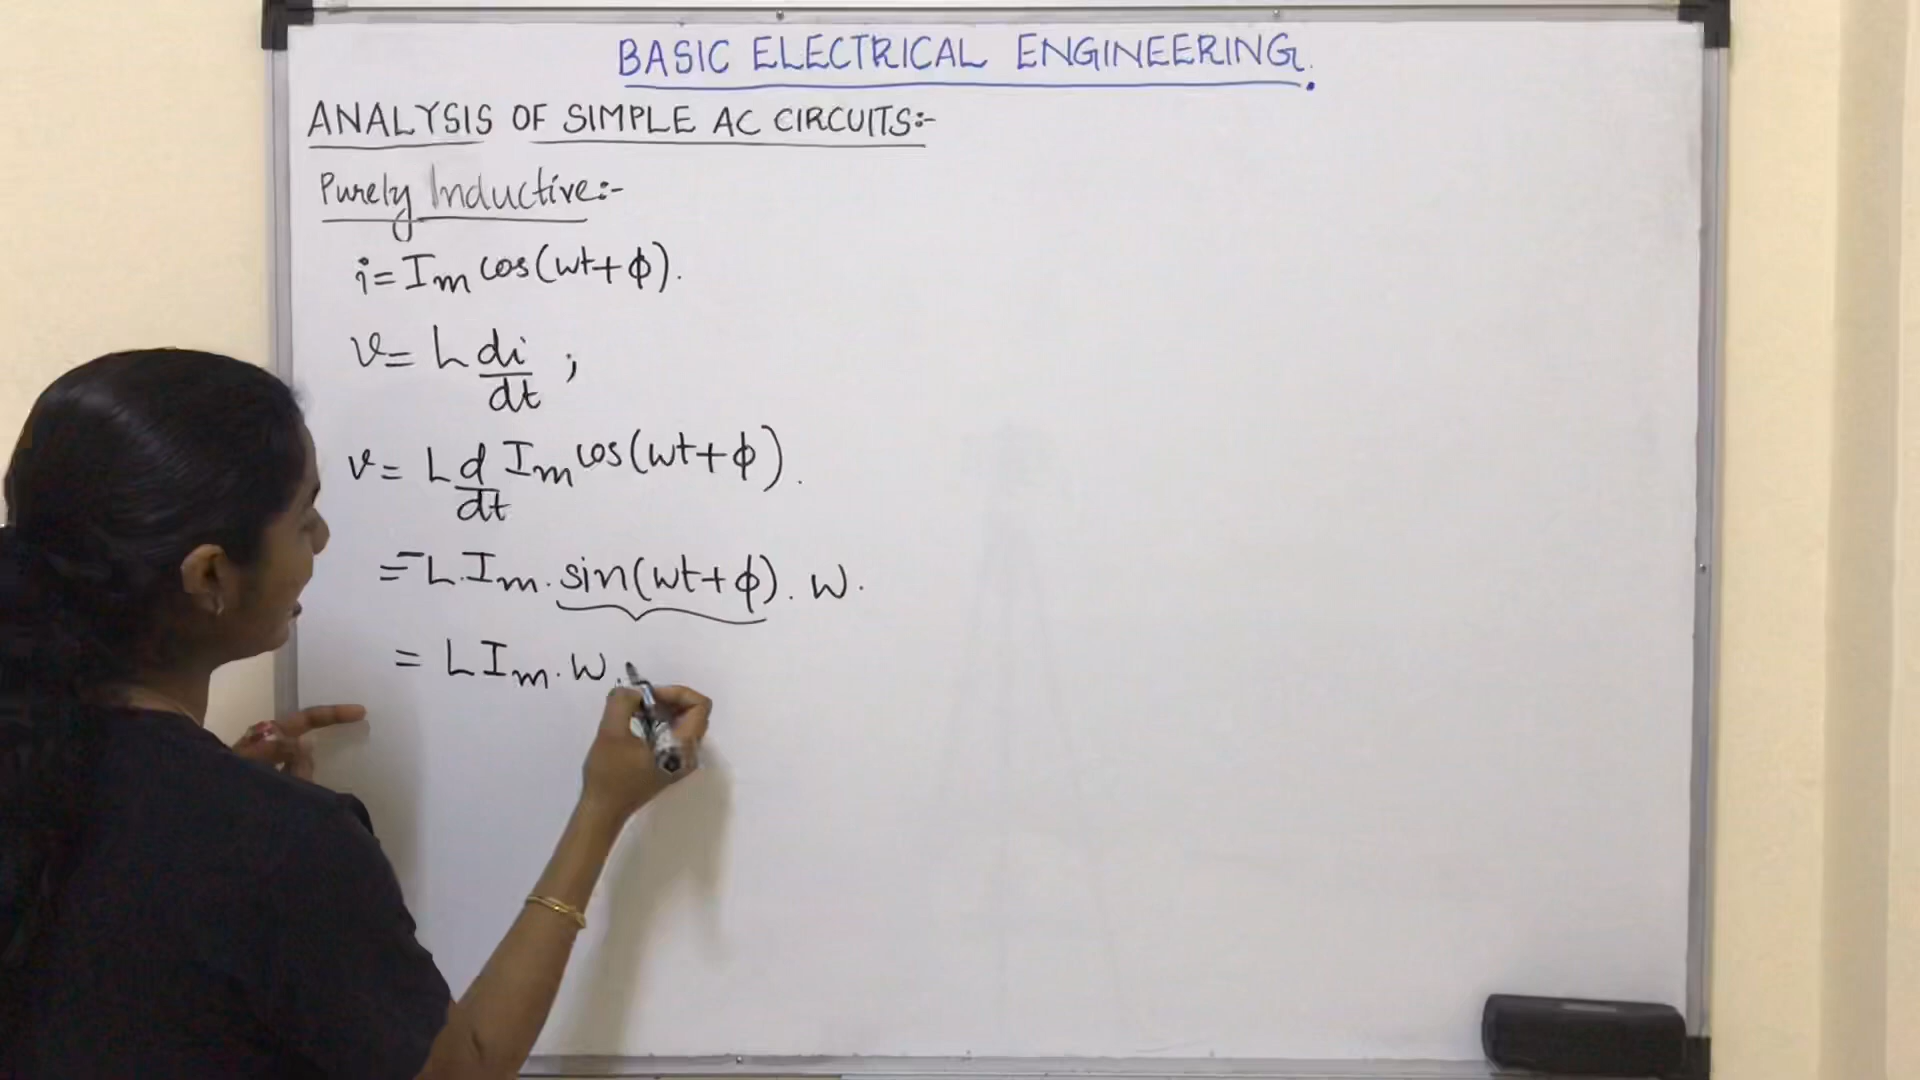 BASIC ELECTRICAL ENGINEERING.
ANALYSIS OF SIMPLE AC CIRCUITS:-
Purely Inductive:-
i = Im cos(wt+ϕ).
v = L di/dt ;
v = L d/dt Im cos(wt+ϕ).
= -L.Im. sin(wt+ϕ). w.
= L Im. w.